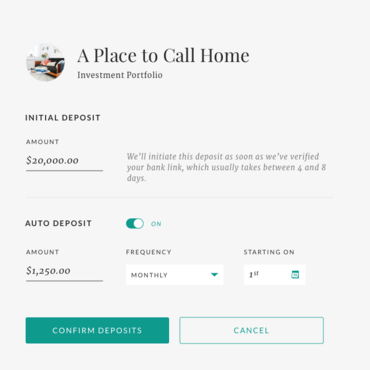 A Place to Call Home
Investment Portfolio
INITIAL DEPOSIT
AMOUNT
$20,000.00
We'll initiate this deposit as soon as we've verified
your bank link, which usually takes between 4 and 8
days.
AUTO DEPOSIT
ON
AMOUNT
FREQUENCY
STARTING ON
$1,250.00
MONTHLY
1st
CONFIRM DEPOSITS
CANCEL